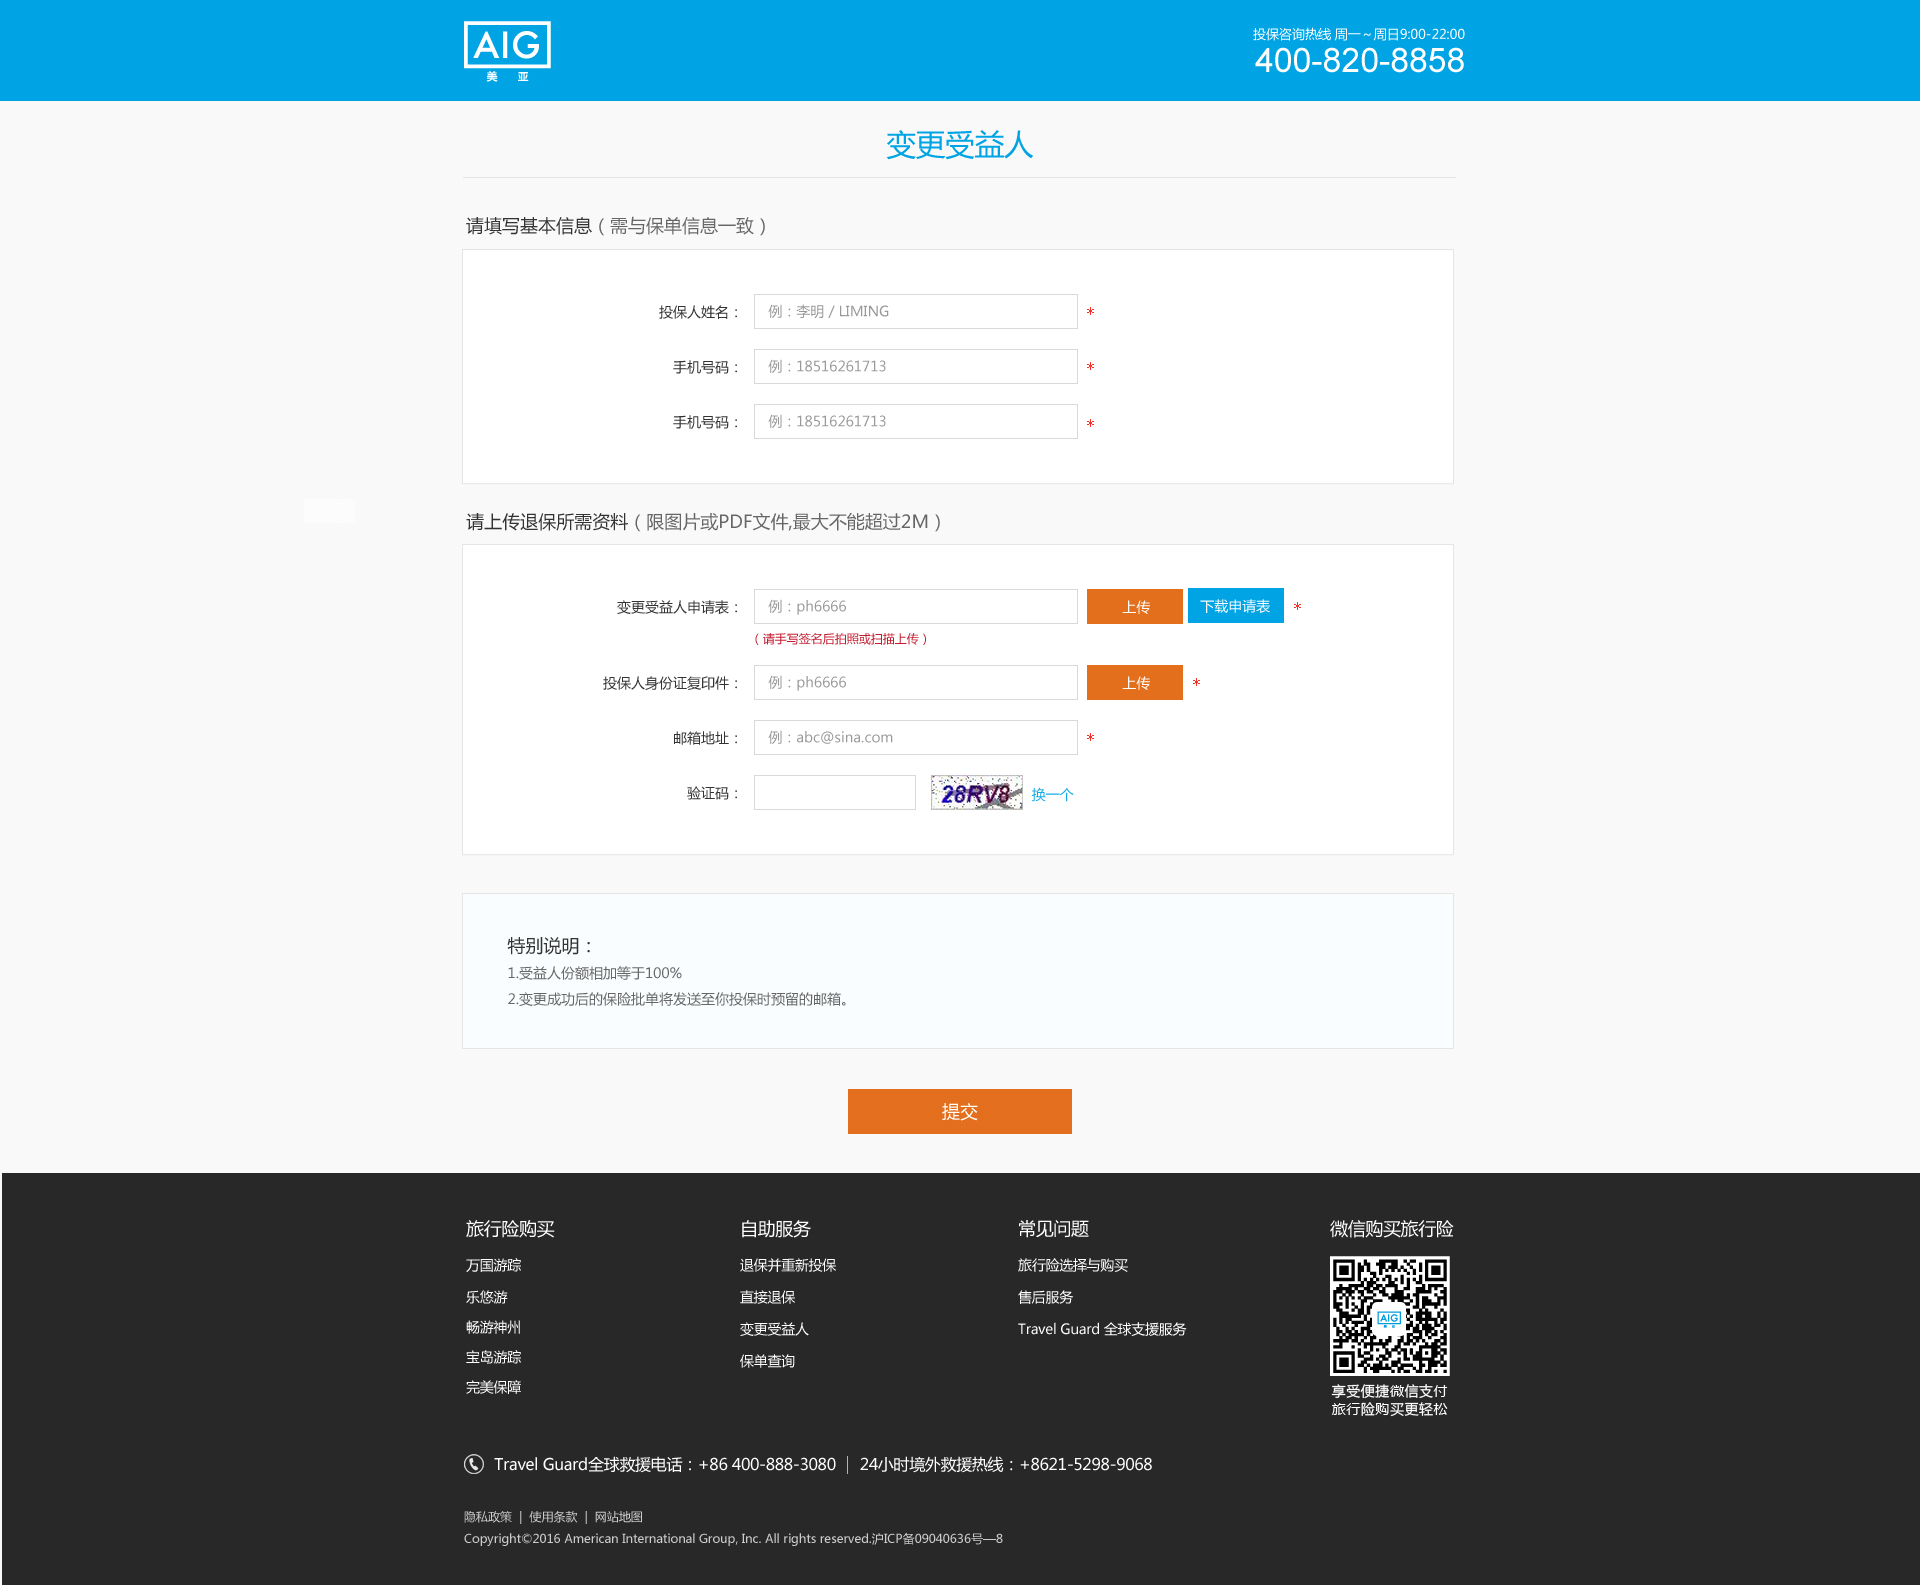 AIG
美 亚
投保咨询热线 周一~周日9:00-22:00
400-820-8858
变更受益人
请填写基本信息（需与保单信息一致）
投保人姓名： 例：李明 / LIMING *
手机号码： 例：18516261713 *
手机号码： 例：18516261713 *
请上传退保所需资料（限图片或PDF文件,最大不能超过2M）
变更受益人申请表： 例：ph6666 上传 下载申请表 *
（请手写签名后拍照或扫描上传）
投保人身份证复印件： 例：ph6666 上传 *
邮箱地址： 例：abc@sina.com *
验证码： 28RV8 换一个
特别说明：
1.受益人份额相加等于100%
2.变更成功后的保险批单将发送至你投保时预留的邮箱。
提交
旅行险购买
万国游踪
乐悠游
畅游神州
宝岛游踪
完美保障
自助服务
退保并重新投保
直接退保
变更受益人
保单查询
常见问题
旅行险选择与购买
售后服务
Travel Guard 全球支援服务
微信购买旅行险
AIG
享受便捷微信支付
旅行险购买更轻松
Travel Guard全球救援电话：+86 400-888-3080 | 24小时境外救援热线：+8621-5298-9068
隐私政策 | 使用条款 | 网站地图
Copyright©2016 American International Group, Inc. All rights reserved.沪ICP备09040636号—8